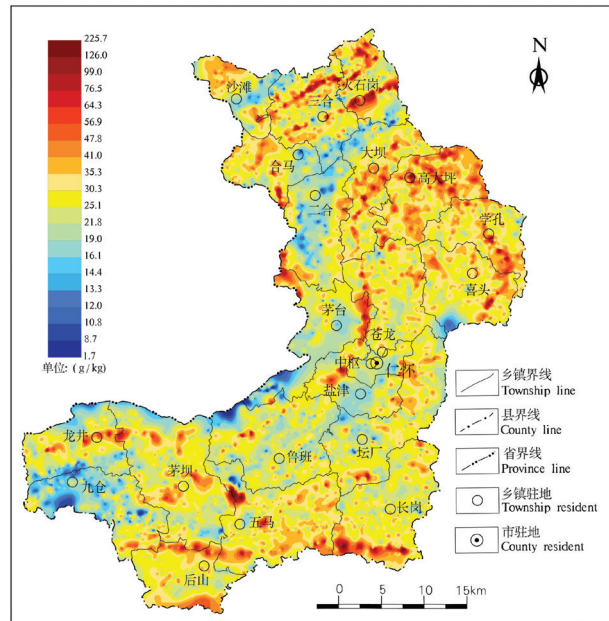 225.7
126.0
99.0
76.5
64.3
56.9
47.8
41.0
35.3
30.3
25.1
21.8
19.0
16.1
14.4
13.3
12.0
10.8
8.7
1.7
单位: (g/kg)
N
沙滩
三合
火石岗
合马
大坝
高大坪
二合
学孔
喜头
茅台
苍龙
中枢
仁怀
盐津
龙井
鲁班
坛厂
九仓
茅坝
长岗
五马
后山
乡镇界线
Township line
县界线
County line
省界线
Province line
乡镇驻地
Township resident
市驻地
County resident
0 5 10 15km